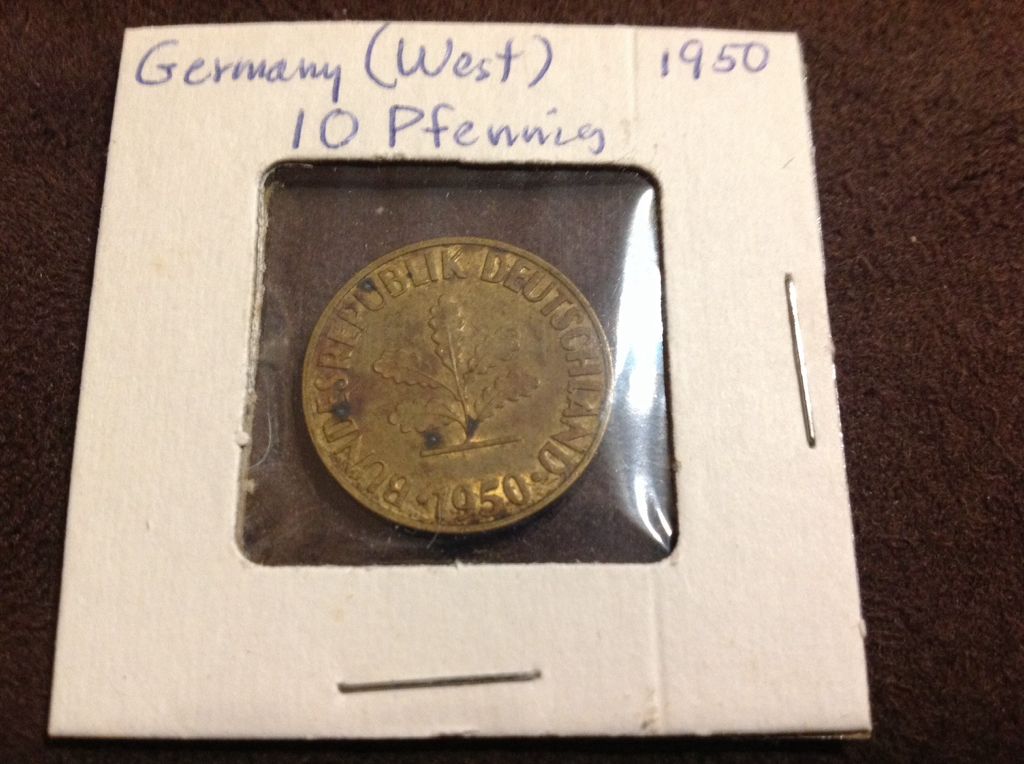 Germany (West) 1950
10 Pfennig
BUNDESREPUBLIK DEUTSCHLAND
· 1950 ·